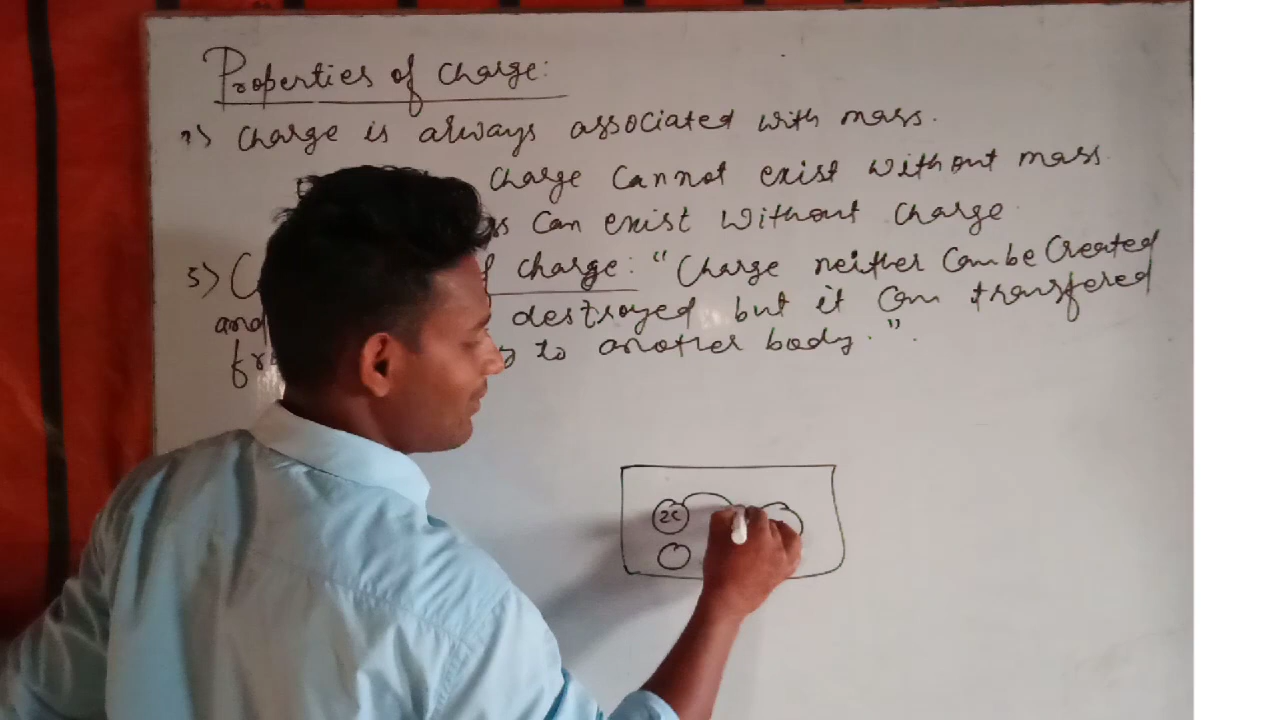 Properties of Charge:
Charge is always associated with mass.
Charge Cannot exist without mass.
Can exist without Charge
5) of charge: "Charge neither Can be Created
and destroyed but it Can transfered
to another body.".
2C